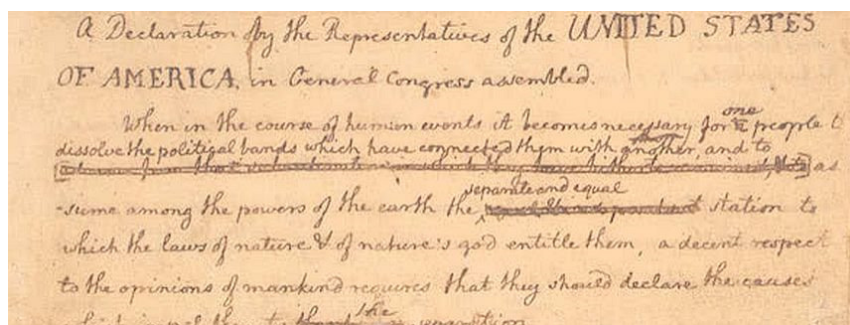 A Declaration by the Representatives of the UNITED STATES
OF AMERICA, in General Congress assembled.
When in the course of human events it becomes necessary for one people to
dissolve the political bands which have connected them with another, and to
as
separate and equal
-sume among the powers of the earth the station to
which the laws of nature & of nature's god entitle them, a decent respect
to the opinions of mankind requires that they should declare the causes
the
separation